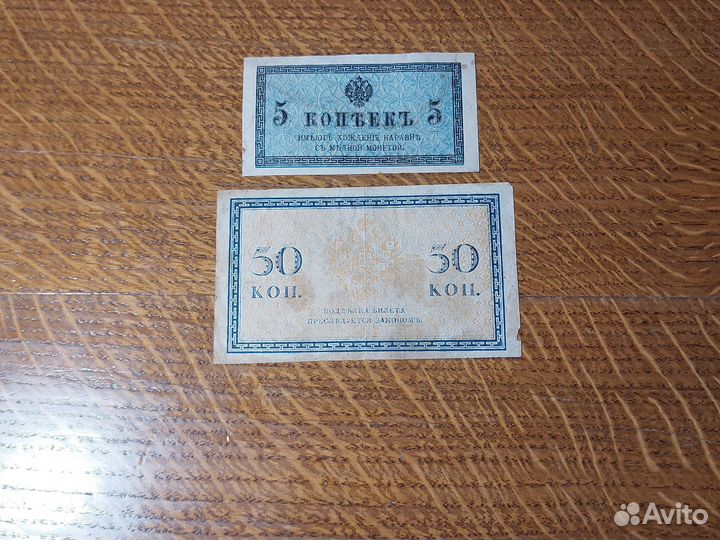 5 КОПѢЕКЪ 5
ИМѢЮТЪ ХОЖДЕНІЕ НАРАВНѢ
СЪ МѢДНОЙ МОНЕТОЙ.
50 50
КОП. КОП.
ПОДДѢЛКА БИЛЕТА
ПРЕСЛѢДУЕТСЯ ЗАКОНОМЪ.
Avito